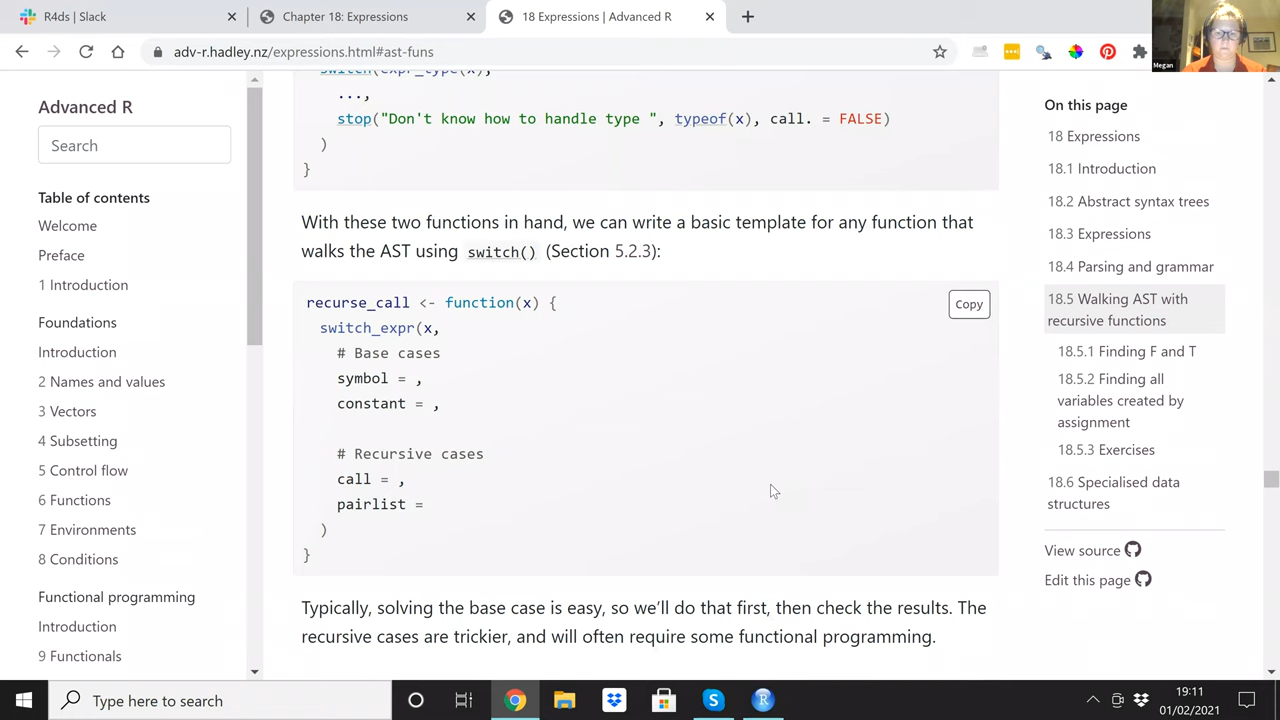 R4ds | Slack
Chapter 18: Expressions
18 Expressions | Advanced R
adv-r.hadley.nz/expressions.html#ast-funs
Megan
Advanced R
Search
Table of contents
Welcome
Preface
1 Introduction
Foundations
Introduction
2 Names and values
3 Vectors
4 Subsetting
5 Control flow
6 Functions
7 Environments
8 Conditions
Functional programming
Introduction
9 Functionals
switch(expr_type(x),
...,
stop("Don't know how to handle type ", typeof(x), call. = FALSE)
)
}
With these two functions in hand, we can write a basic template for any function that
walks the AST using switch() (Section 5.2.3):
Copy
recurse_call <- function(x) {
switch_expr(x,
# Base cases
symbol = ,
constant = ,
# Recursive cases
call = ,
pairlist =
)
}
Typically, solving the base case is easy, so we'll do that first, then check the results. The
recursive cases are trickier, and will often require some functional programming.
On this page
18 Expressions
18.1 Introduction
18.2 Abstract syntax trees
18.3 Expressions
18.4 Parsing and grammar
18.5 Walking AST with
recursive functions
18.5.1 Finding F and T
18.5.2 Finding all
variables created by
assignment
18.5.3 Exercises
18.6 Specialised data
structures
View source
Edit this page
Type here to search
19:11
01/02/2021